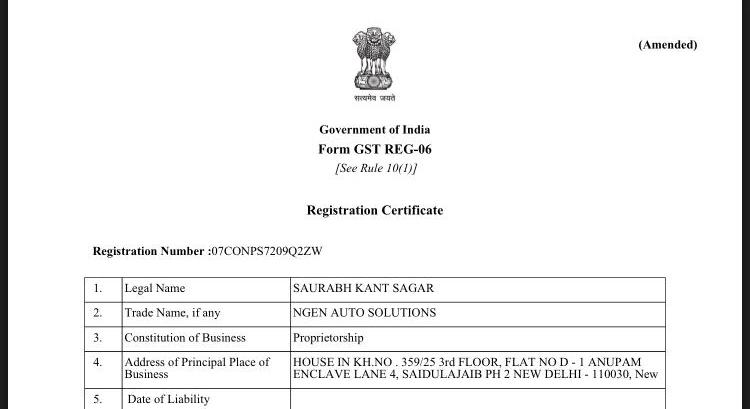 (Amended)
सत्यमेव जयते
Government of India
Form GST REG-06
[See Rule 10(1)]
Registration Certificate
Registration Number :07CONPS7209Q2ZW
1. Legal Name SAURABH KANT SAGAR
2. Trade Name, if any NGEN AUTO SOLUTIONS
3. Constitution of Business Proprietorship
4. Address of Principal Place of HOUSE IN KH.NO . 359/25 3rd FLOOR, FLAT NO D - 1 ANUPAM
Business ENCLAVE LANE 4, SAIDULAJAIB PH 2 NEW DELHI - 110030, New
5. Date of Liability